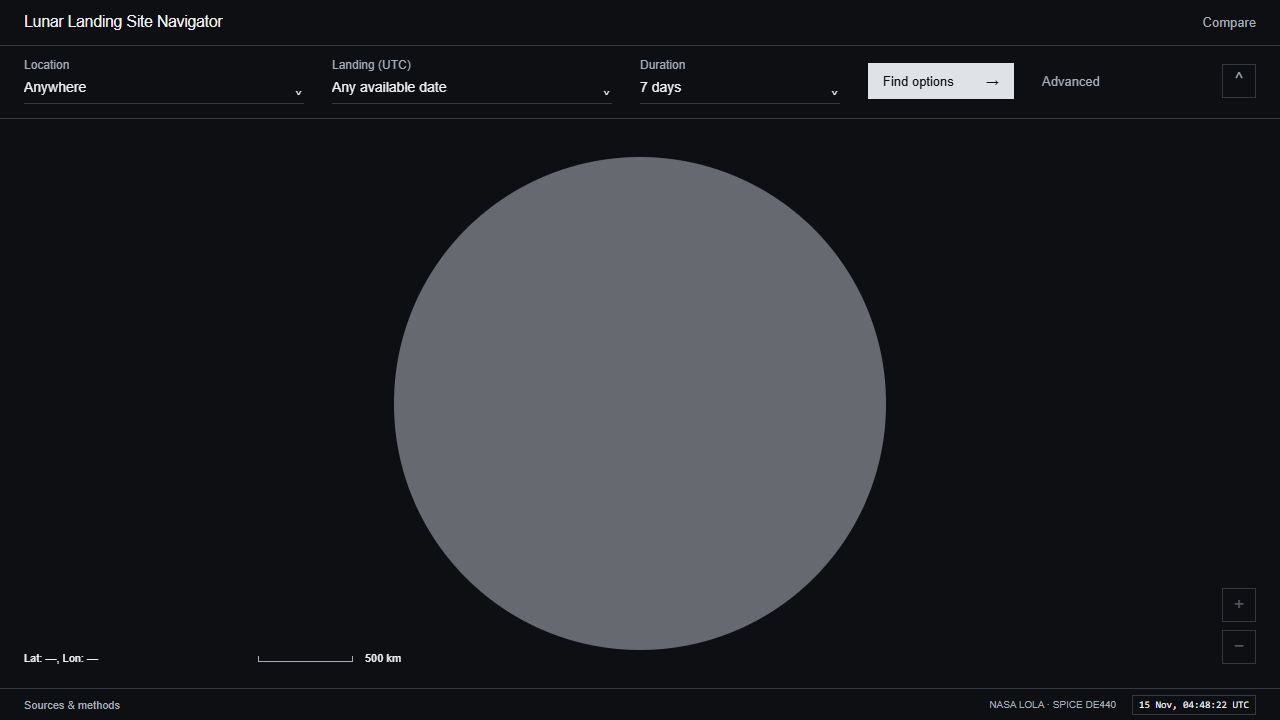 Lunar Landing Site Navigator
Compare
Location
Landing (UTC)
Duration
Anywhere
Any available date
7 days
Find options →
Advanced
Lat: —, Lon: —
500 km
Sources & methods
NASA LOLA · SPICE DE440
15 Nov, 04:48:22 UTC